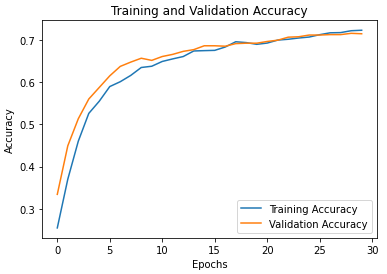 Training and Validation Accuracy
0.7
0.6
0.5
0.4
0.3
Accuracy
Training Accuracy
Validation Accuracy
0 5 10 15 20 25 30
Epochs